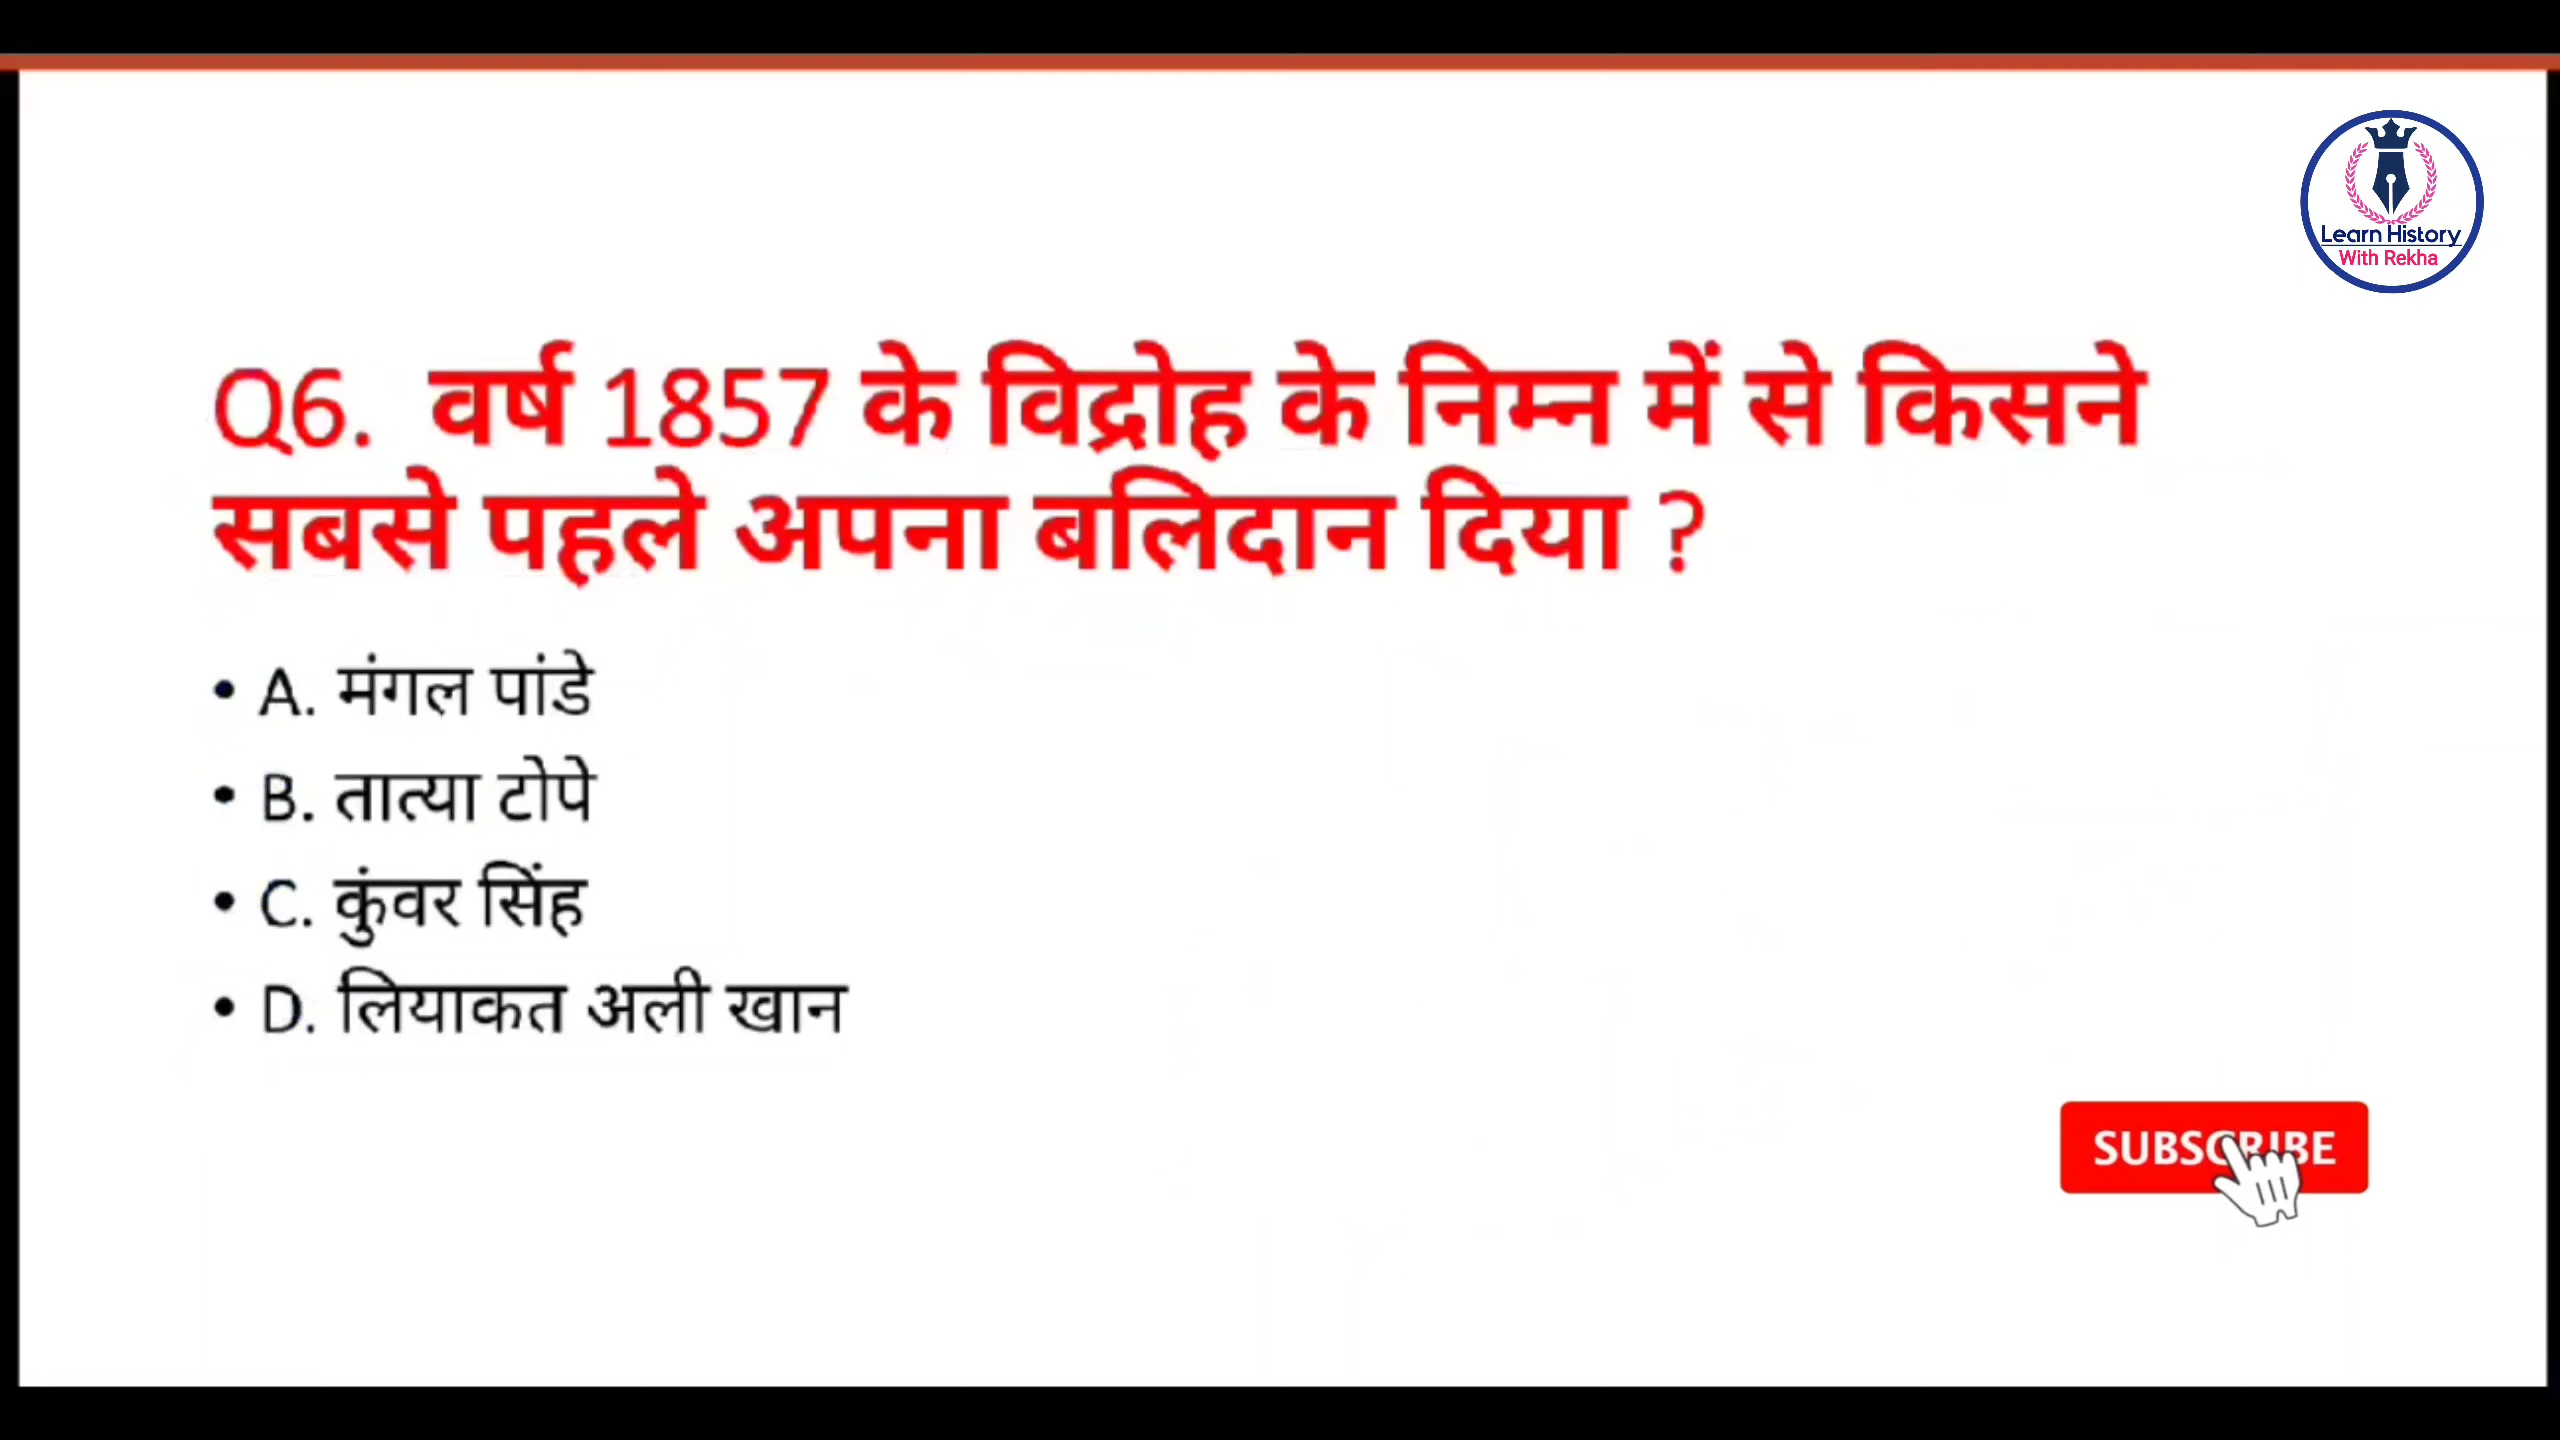 Learn History
With Rekha
Q6. वर्ष 1857 के विद्रोह के निम्न में से किसने
सबसे पहले अपना बलिदान दिया ?
• A. मंगल पांडे
• B. तात्या टोपे
• C. कुंवर सिंह
• D. लियाकत अली खान
SUBSCRIBE